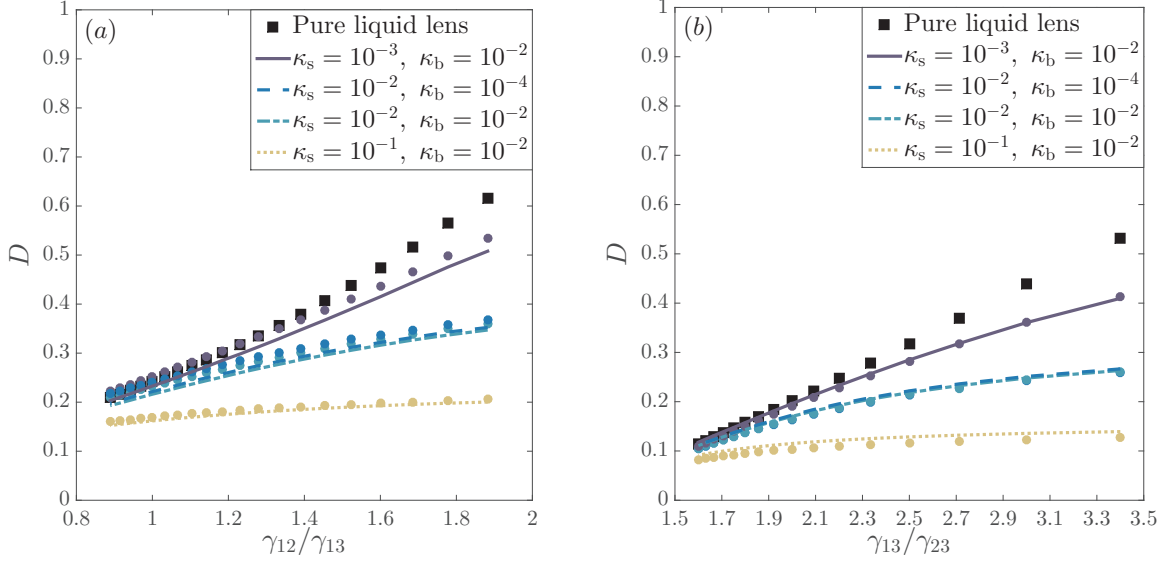 (a)
Pure liquid lens
κs = 10^-3, κb = 10^-2
κs = 10^-2, κb = 10^-4
κs = 10^-2, κb = 10^-2
κs = 10^-1, κb = 10^-2
D
1
0.9
0.8
0.7
0.6
0.5
0.4
0.3
0.2
0.1
0
0.8 1 1.2 1.4 1.6 1.8 2
γ12/γ13
(b)
Pure liquid lens
κs = 10^-3, κb = 10^-2
κs = 10^-2, κb = 10^-4
κs = 10^-2, κb = 10^-2
κs = 10^-1, κb = 10^-2
D
1
0.9
0.8
0.7
0.6
0.5
0.4
0.3
0.2
0.1
0
1.5 1.7 1.9 2.1 2.3 2.5 2.7 2.9 3.1 3.3 3.5
γ13/γ23